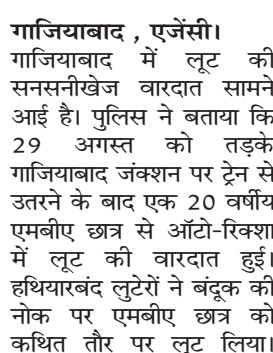 गाजियाबाद , एजेंसी।
गाजियाबाद में लूट की
सनसनीखेज वारदात सामने
आई है। पुलिस ने बताया कि
29 अगस्त को तड़के
गाजियाबाद जंक्शन पर ट्रेन से
उतरने के बाद एक 20 वर्षीय
एमबीए छात्र से ऑटो-रिक्शा
में लूट की वारदात हुई।
हथियारबंद लुटेरों ने बंदूक की
नोक पर एमबीए छात्र को
कथित तौर पर लूट लिया।